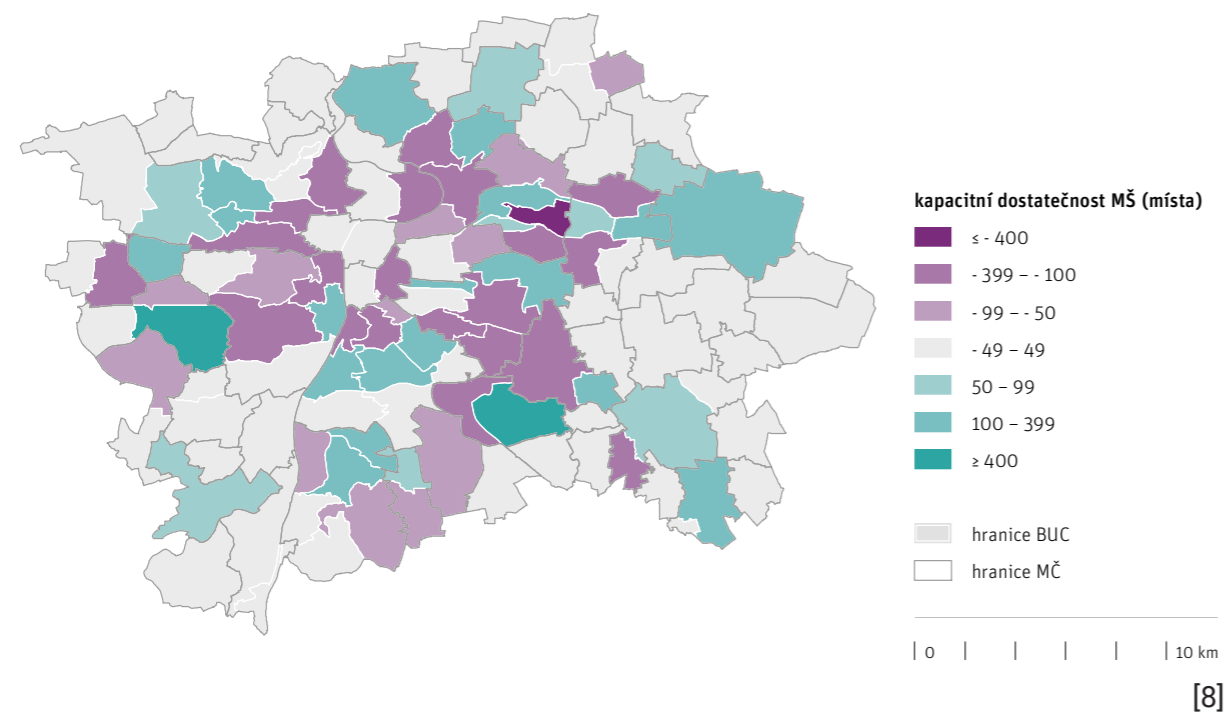 kapacitní dostatečnost MŠ (místa)
≤ - 400
- 399 – - 100
- 99 – - 50
- 49 – 49
50 – 99
100 – 399
≥ 400
hranice BUC
hranice MČ
0 10 km
[8]